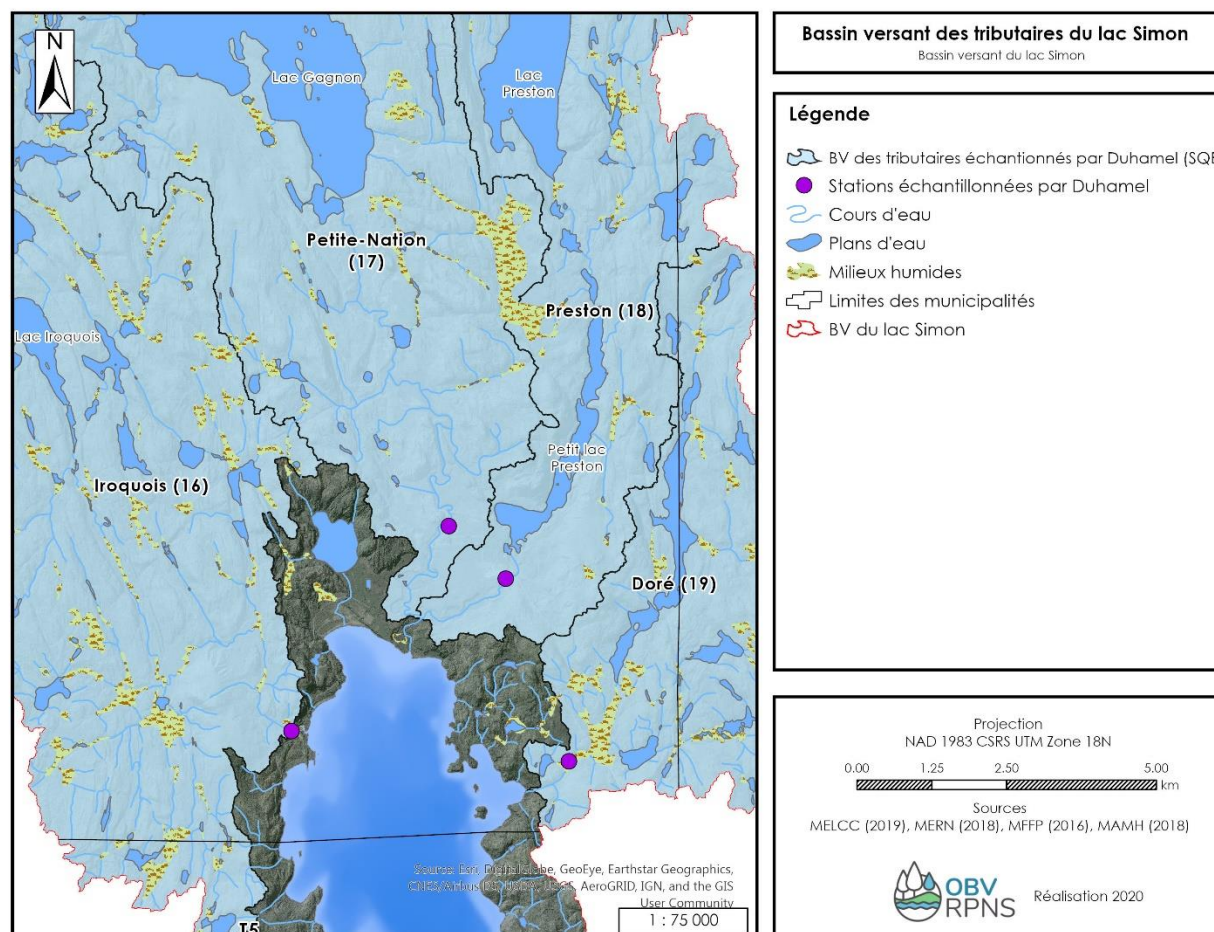 N
Lac Gagnon
Lac
Preston
Petite-Nation
(17)
Preston (18)
Lac Iroquois
Petit lac
Preston
Iroquois (16)
Doré (19)
Source: Esri, DigitalGlobe, GeoEye, Earthstar Geographics,
AeroGRID, IGN, and the GIS
User Community
1 : 75 000
T5
Bassin versant des tributaires du lac Simon
Bassin versant du lac Simon
Légende
BV des tributaires échantionnés par Duhamel (SQE
Stations échantillonnées par Duhamel
Cours d'eau
Plans d'eau
Milieux humides
Limites des municipalités
BV du lac Simon
Projection
NAD 1983 CSRS UTM Zone 18N
0.00 1.25 2.50 5.00
km
Sources
MELCC (2019), MERN (2018), MFFP (2016), MAMH (2018)
OBV
RPNS
Réalisation 2020